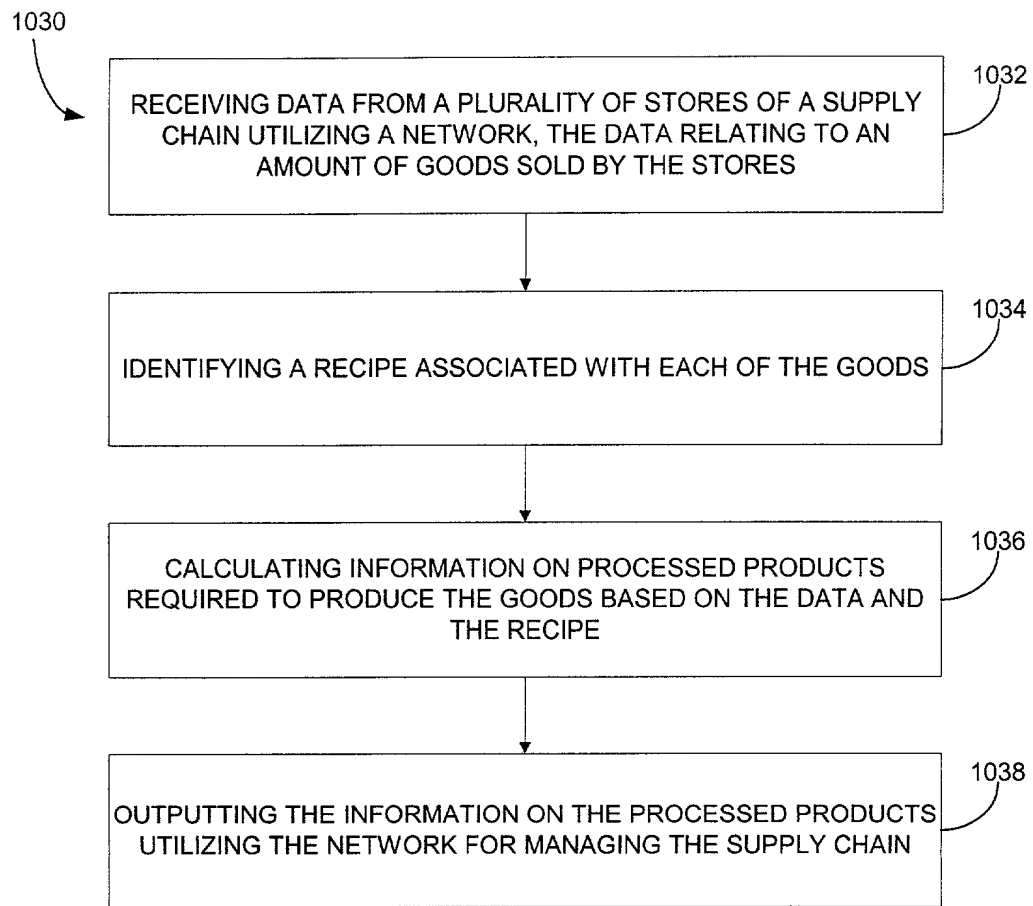 1030
1032
RECEIVING DATA FROM A PLURALITY OF STORES OF A SUPPLY
CHAIN UTILIZING A NETWORK, THE DATA RELATING TO AN
AMOUNT OF GOODS SOLD BY THE STORES
1034
IDENTIFYING A RECIPE ASSOCIATED WITH EACH OF THE GOODS
1036
CALCULATING INFORMATION ON PROCESSED PRODUCTS
REQUIRED TO PRODUCE THE GOODS BASED ON THE DATA AND
THE RECIPE
1038
OUTPUTTING THE INFORMATION ON THE PROCESSED PRODUCTS
UTILIZING THE NETWORK FOR MANAGING THE SUPPLY CHAIN